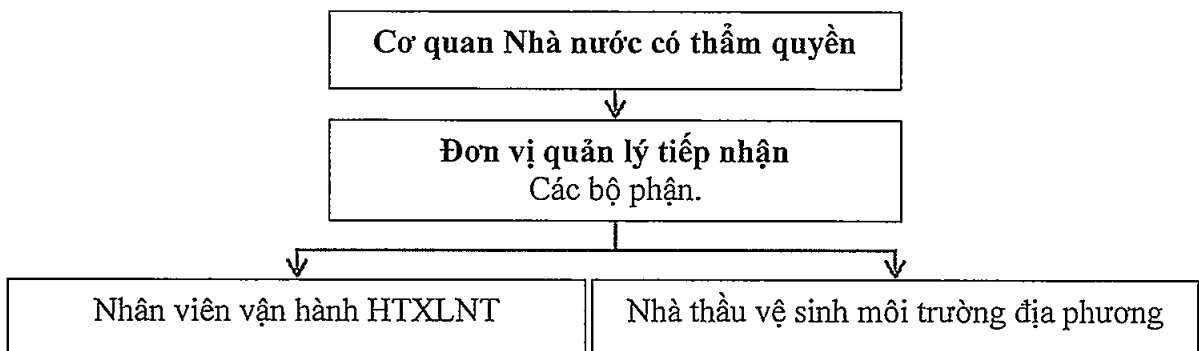 Cơ quan Nhà nước có thẩm quyền
Đơn vị quản lý tiếp nhận
Các bộ phận.
Nhân viên vận hành HTXLNT
Nhà thầu vệ sinh môi trường địa phương